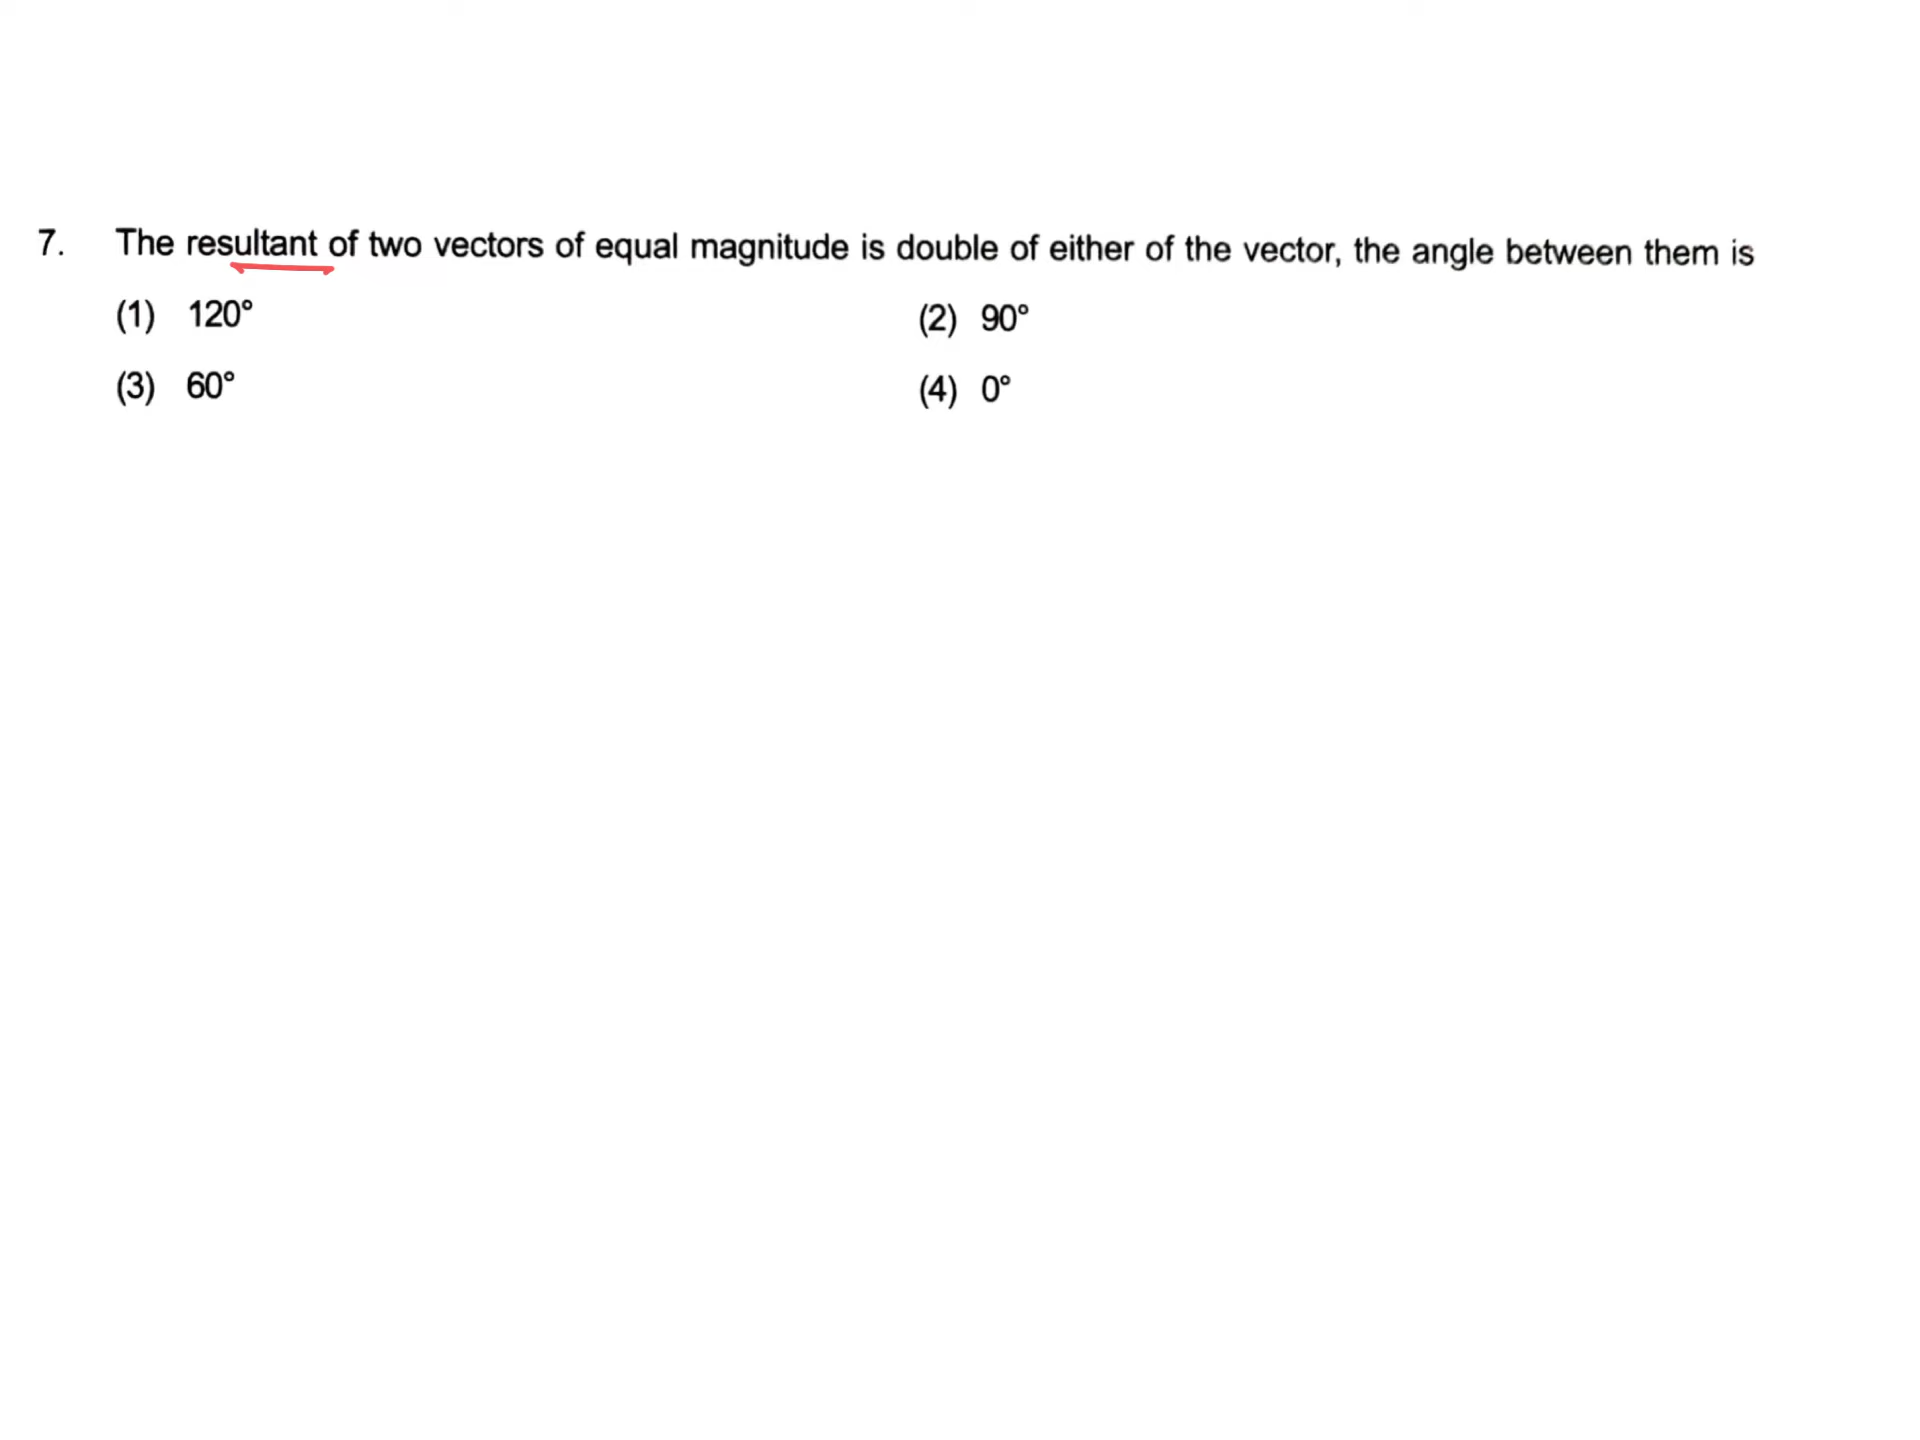 7. The resultant of two vectors of equal magnitude is double of either of the vector, the angle between them is
(1) 120° (2) 90°
(3) 60° (4) 0°